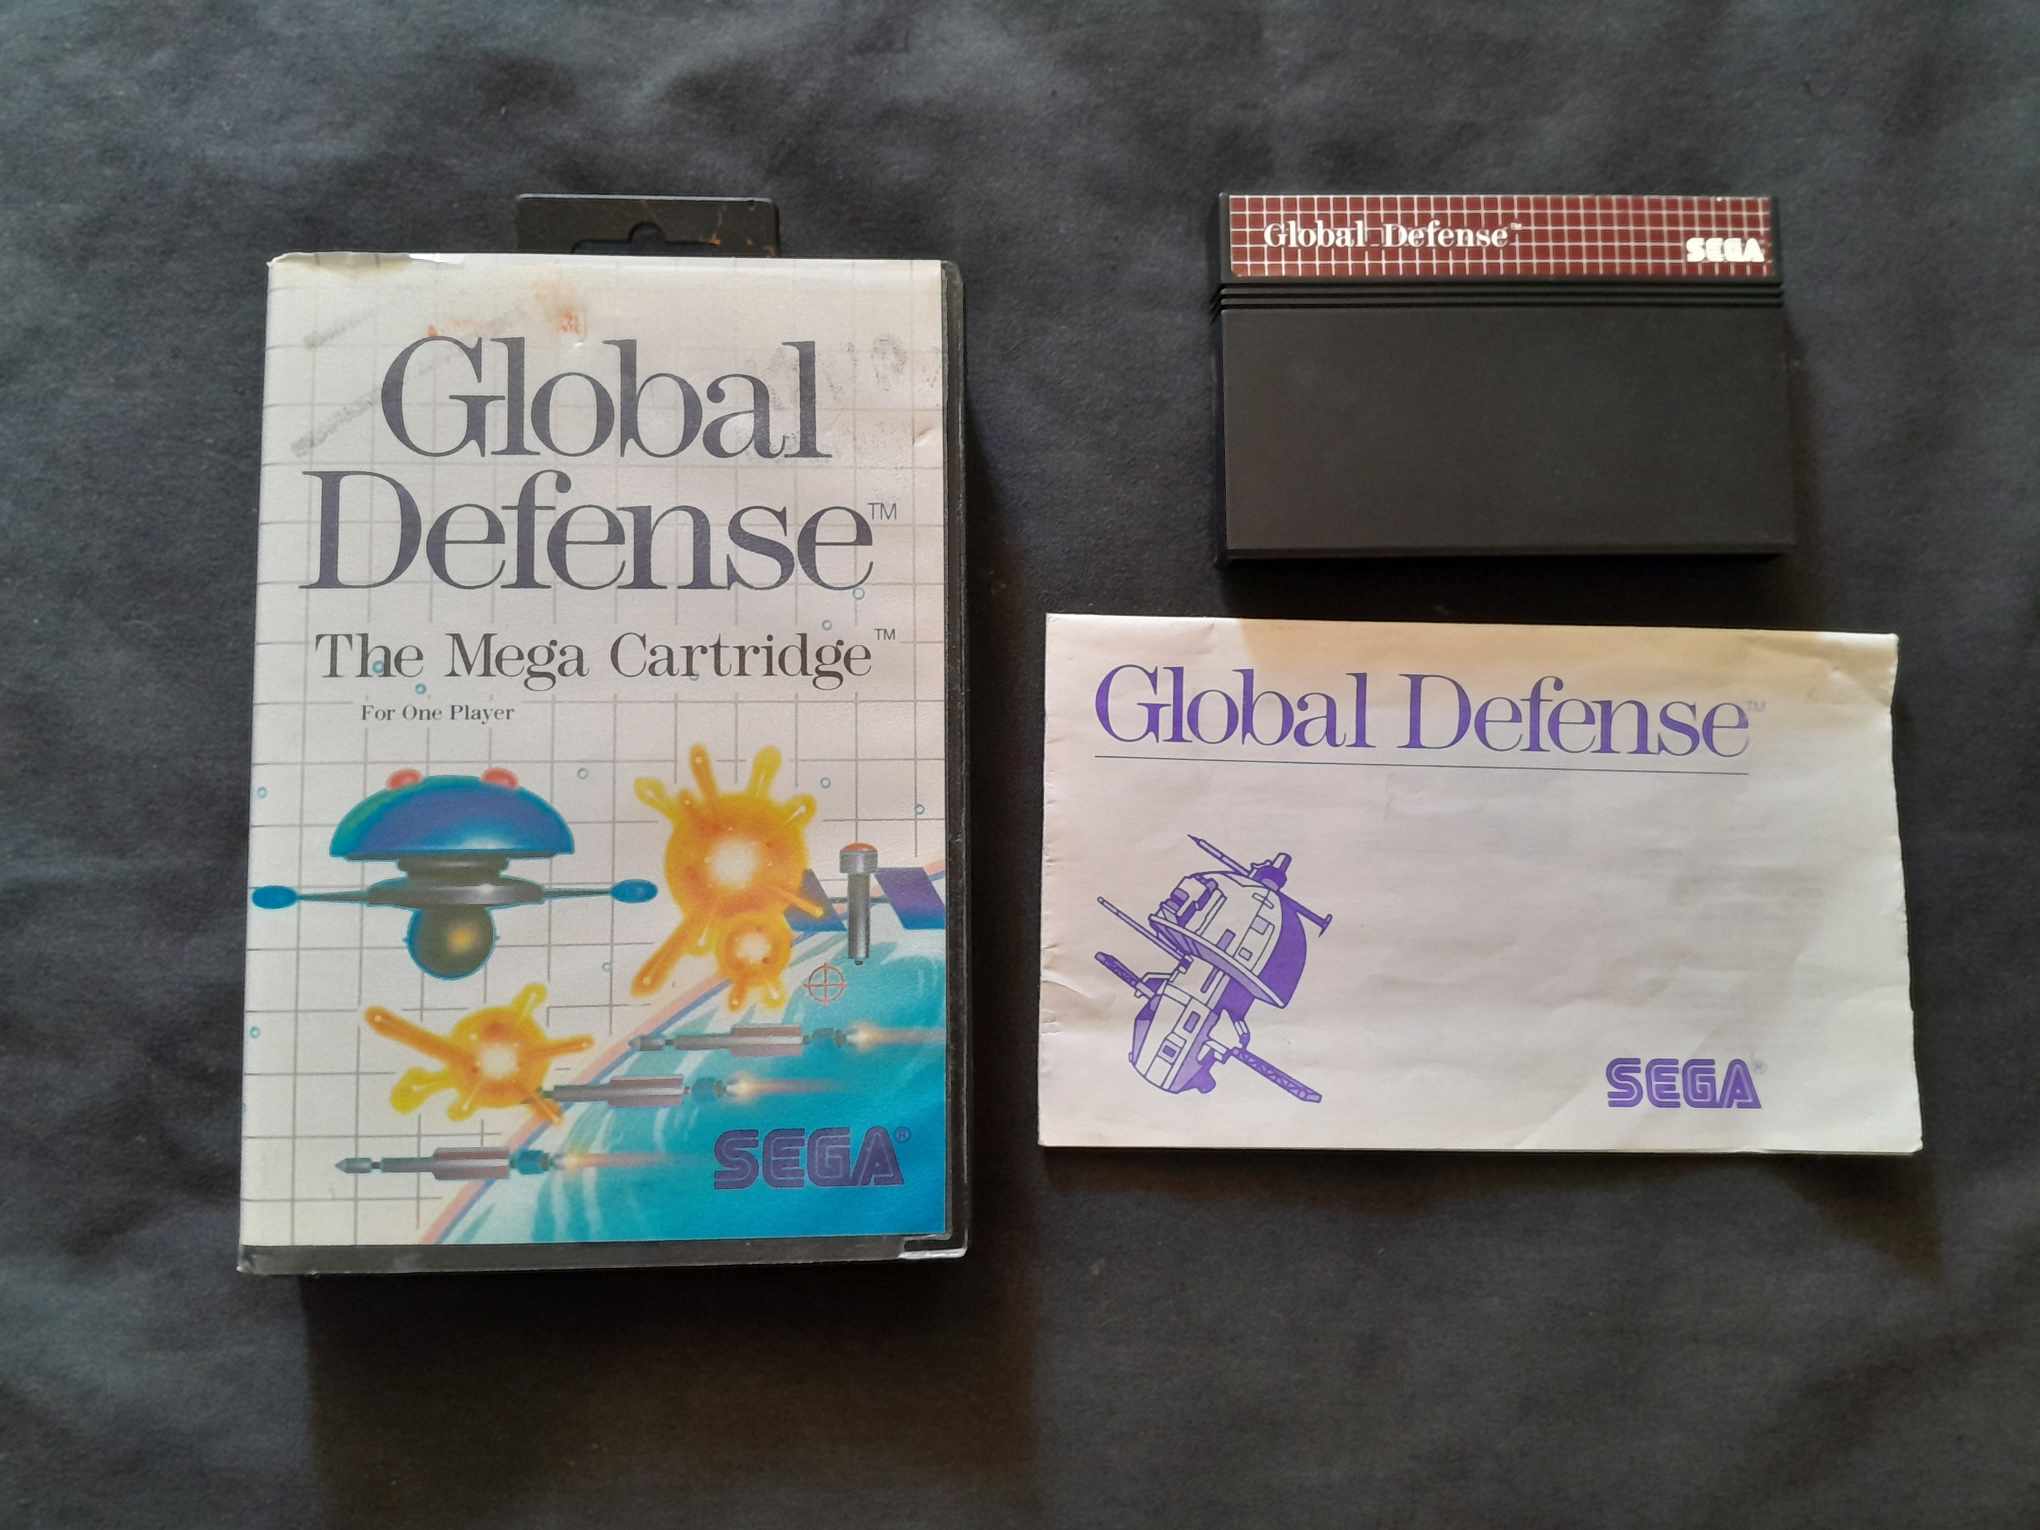 Global
Defense™
The Mega Cartridge™
For One Player
SEGA®
Global Defense™
SEGA
Global Defense™
SEGA®